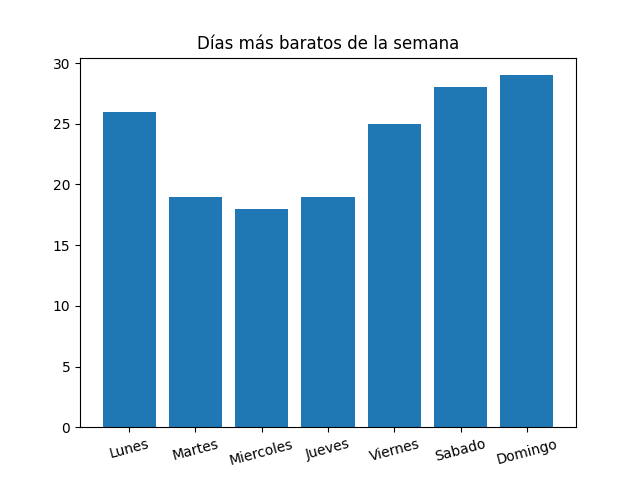 Días más baratos de la semana
30
25
20
15
10
5
0
Lunes
Martes
Miercoles
Jueves
Viernes
Sabado
Domingo